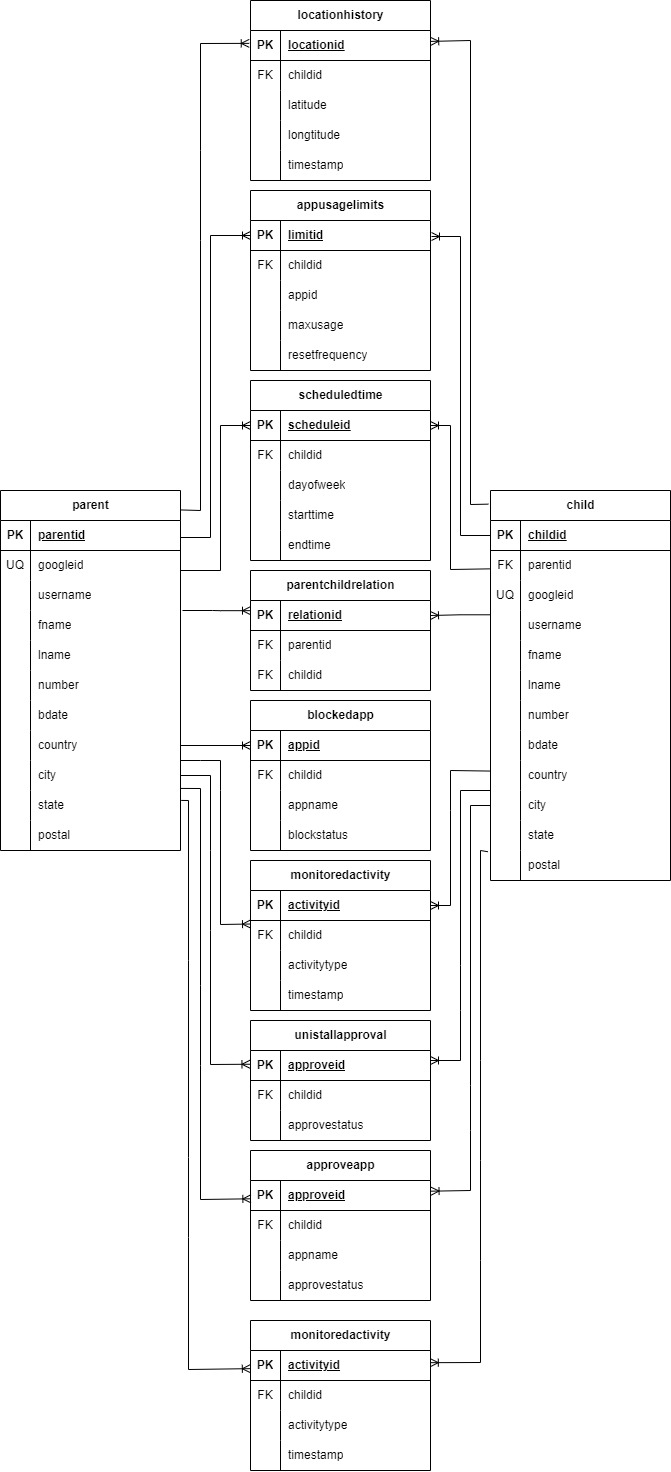 locationhistory
PK locationid
FK childid
latitude
longtitude
timestamp
appusagelimits
PK limitid
FK childid
appid
maxusage
resetfrequency
scheduledtime
PK scheduleid
FK childid
dayofweek
starttime
endtime
parent
PK parentid
UQ googleid
username
fname
lname
number
bdate
country
city
state
postal
child
PK childid
FK parentid
UQ googleid
username
fname
lname
number
bdate
country
city
state
postal
parentchildrelation
PK relationid
FK parentid
FK childid
blockedapp
PK appid
FK childid
appname
blockstatus
monitoredactivity
PK activityid
FK childid
activitytype
timestamp
unistallapproval
PK approveid
FK childid
approvestatus
approveapp
PK approveid
FK childid
appname
approvestatus
monitoredactivity
PK activityid
FK childid
activitytype
timestamp